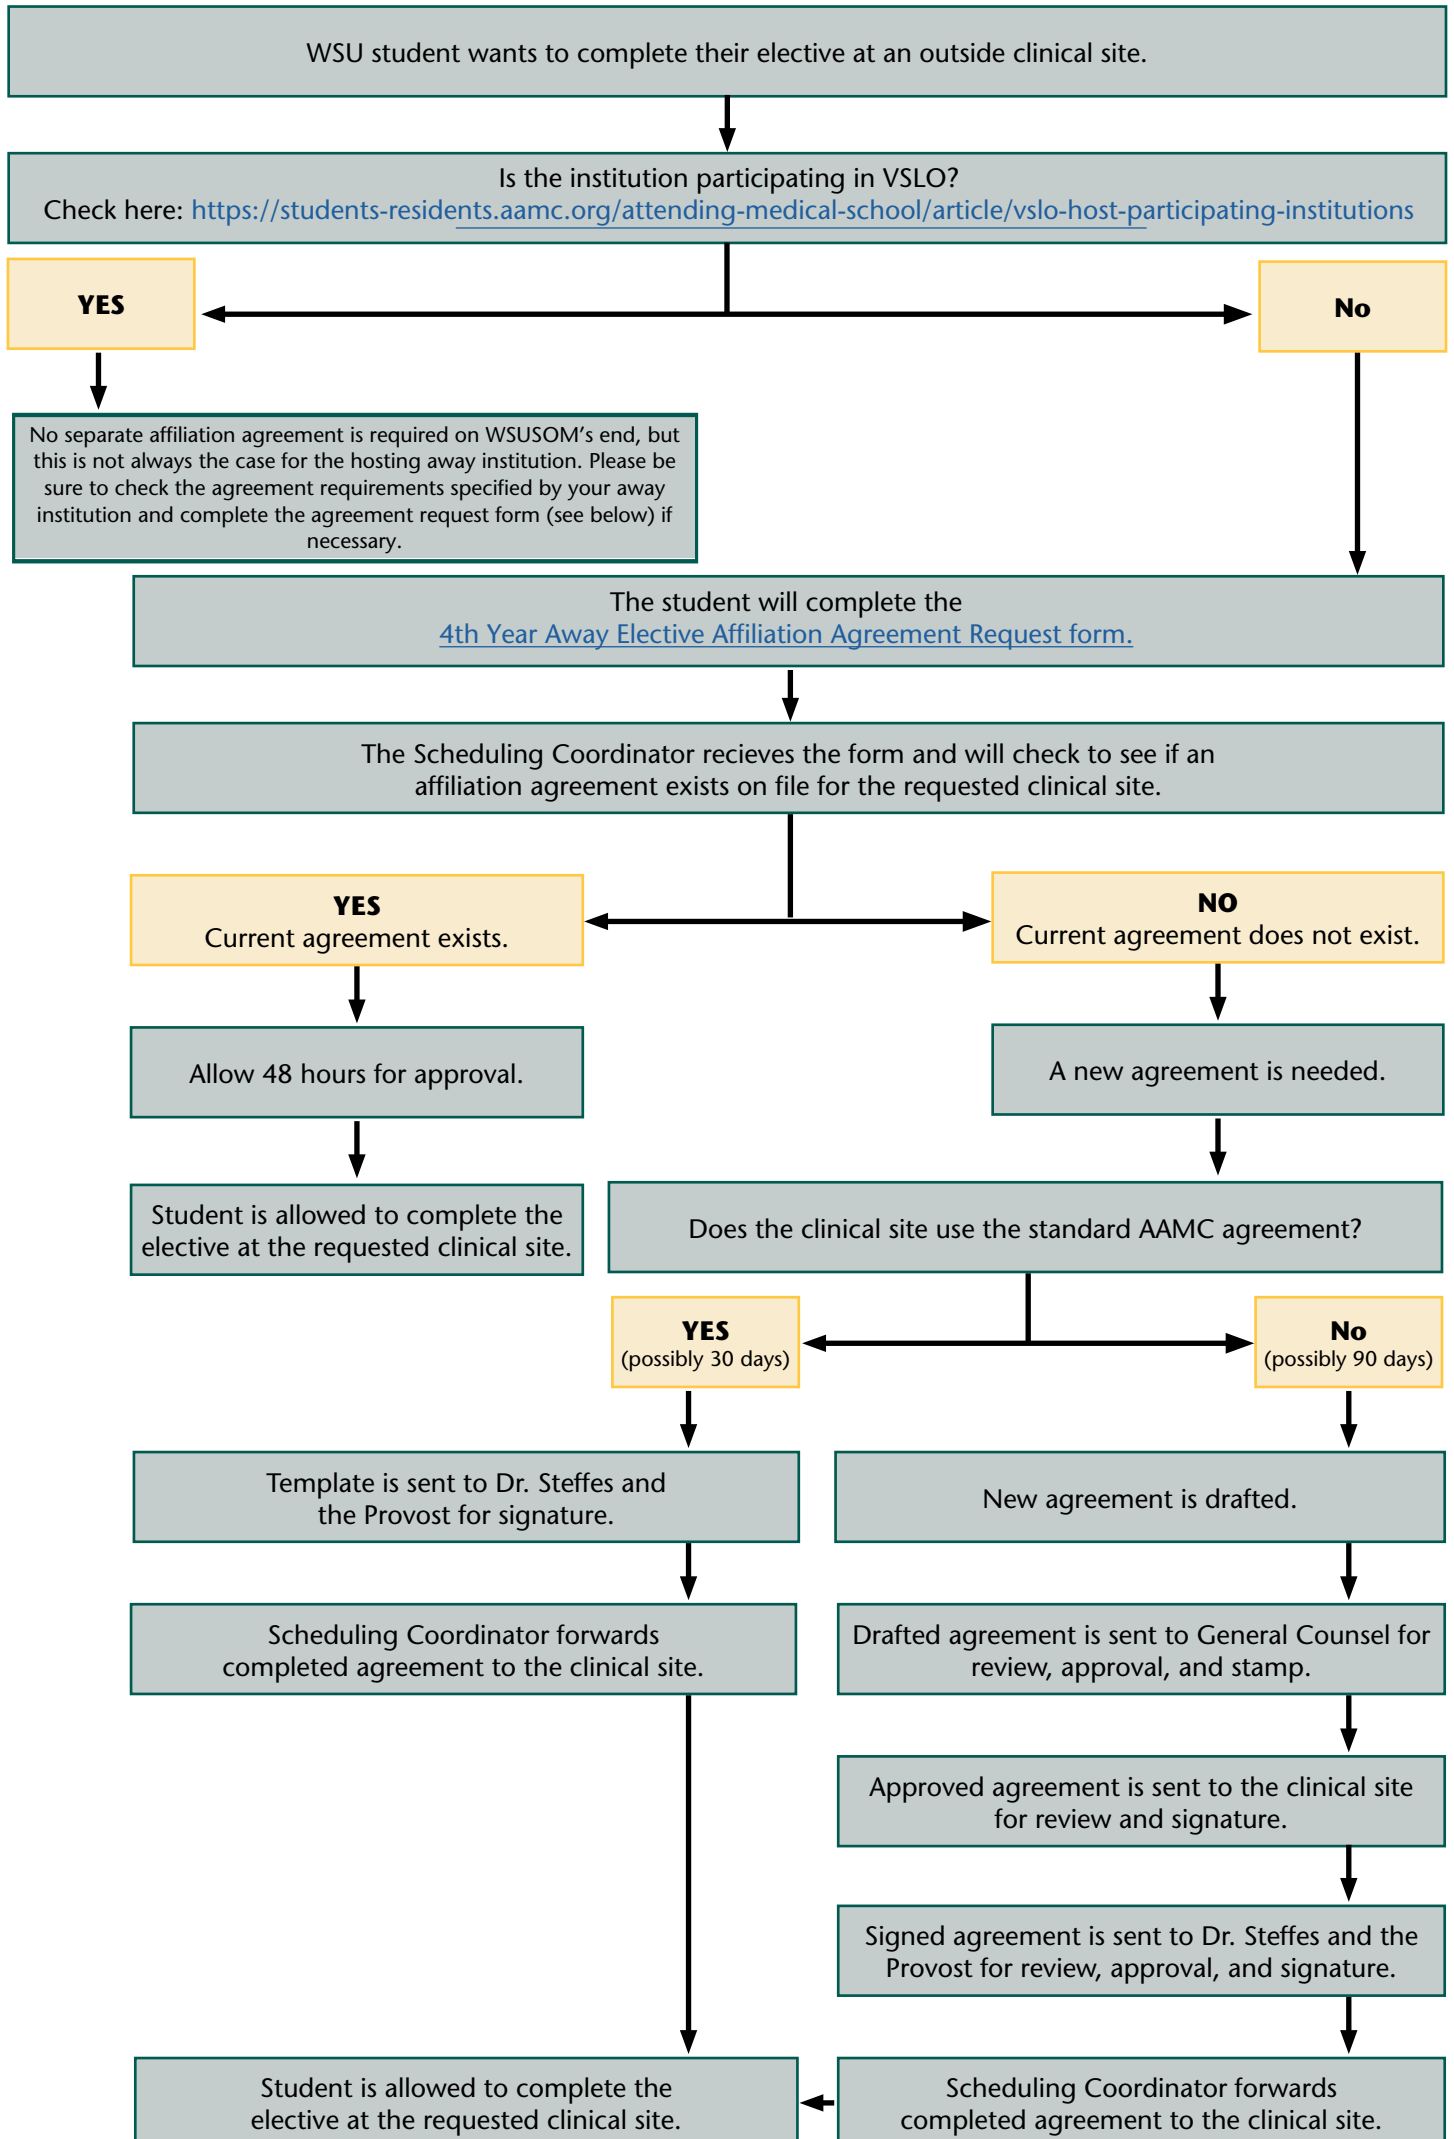 WSU student wants to complete their elective at an outside clinical site.
Is the institution participating in VSLO?
Check here: https://students-residents.aamc.org/attending-medical-school/article/vslo-host-participating-institutions
YES
No
No separate affiliation agreement is required on WSUSOM's end, but
this is not always the case for the hosting away institution. Please be
sure to check the agreement requirements specified by your away
institution and complete the agreement request form (see below) if
necessary.
The student will complete the
4th Year Away Elective Affiliation Agreement Request form.
The Scheduling Coordinator recieves the form and will check to see if an
affiliation agreement exists on file for the requested clinical site.
YES
Current agreement exists.
NO
Current agreement does not exist.
Allow 48 hours for approval.
A new agreement is needed.
Student is allowed to complete the
elective at the requested clinical site.
Does the clinical site use the standard AAMC agreement?
YES
(possibly 30 days)
No
(possibly 90 days)
Template is sent to Dr. Steffes and
the Provost for signature.
New agreement is drafted.
Scheduling Coordinator forwards
completed agreement to the clinical site.
Drafted agreement is sent to General Counsel for
review, approval, and stamp.
Approved agreement is sent to the clinical site
for review and signature.
Signed agreement is sent to Dr. Steffes and the
Provost for review, approval, and signature.
Student is allowed to complete the
elective at the requested clinical site.
Scheduling Coordinator forwards
completed agreement to the clinical site.